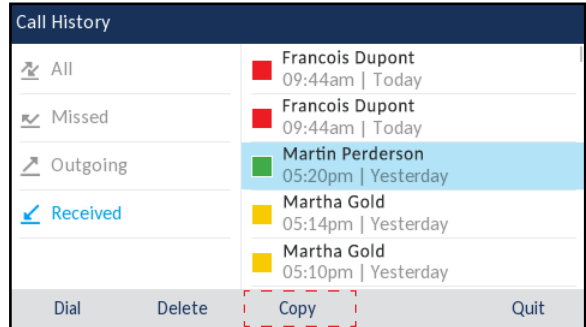 Call History
All
Missed
Outgoing
Received
Francois Dupont
09:44am | Today
Francois Dupont
09:44am | Today
Martin Perderson
05:20pm | Yesterday
Martha Gold
05:14pm | Yesterday
Martha Gold
05:10pm | Yesterday
Dial Delete Copy Quit